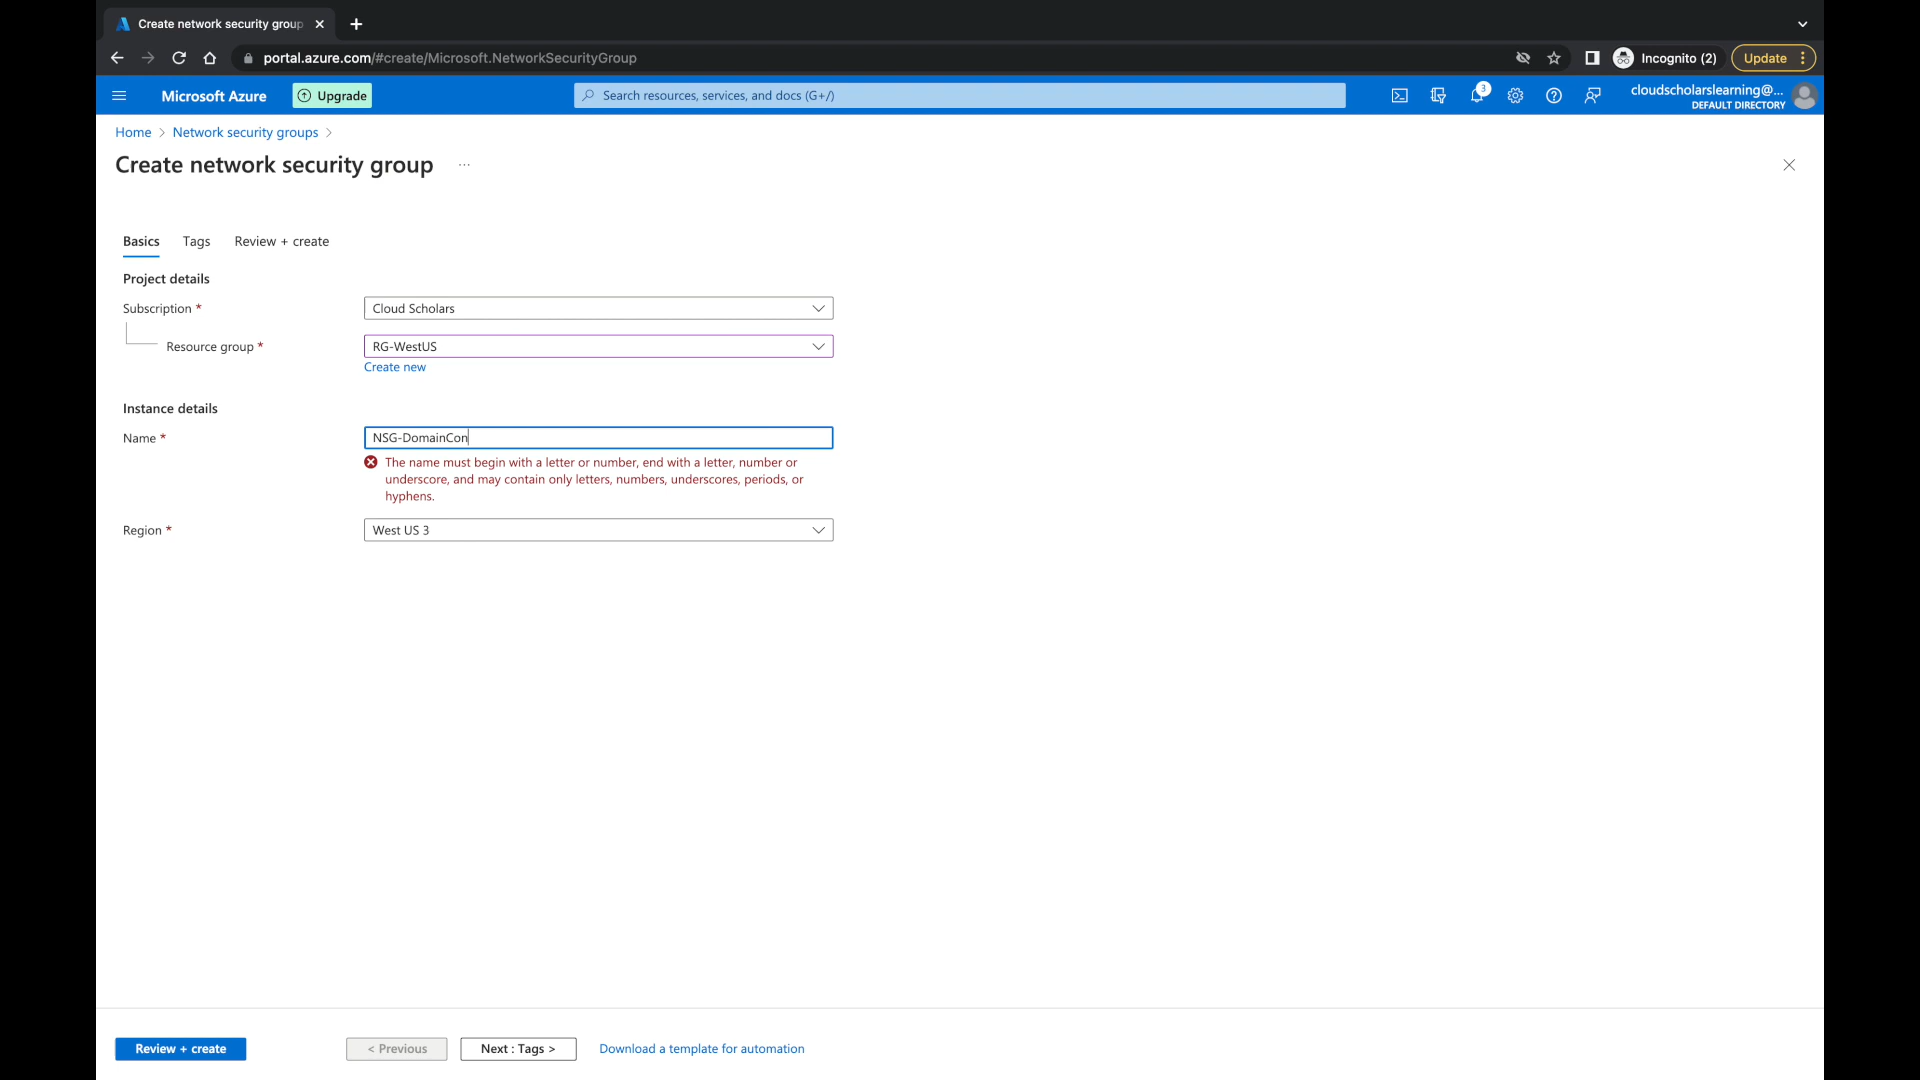 Create network security group
portal.azure.com/#create/Microsoft.NetworkSecurityGroup
Incognito (2)
Update
Microsoft Azure
Upgrade
Search resources, services, and docs (G+/)
3
cloudscholarslearning@...
DEFAULT DIRECTORY
Home > Network security groups >
Create network security group ...
Basics
Tags
Review + create
Project details
Subscription *
Cloud Scholars
Resource group *
RG-WestUS
Create new
Instance details
Name *
NSG-DomainCon
The name must begin with a letter or number, end with a letter, number or
underscore, and may contain only letters, numbers, underscores, periods, or
hyphens.
Region *
West US 3
Review + create
< Previous
Next : Tags >
Download a template for automation